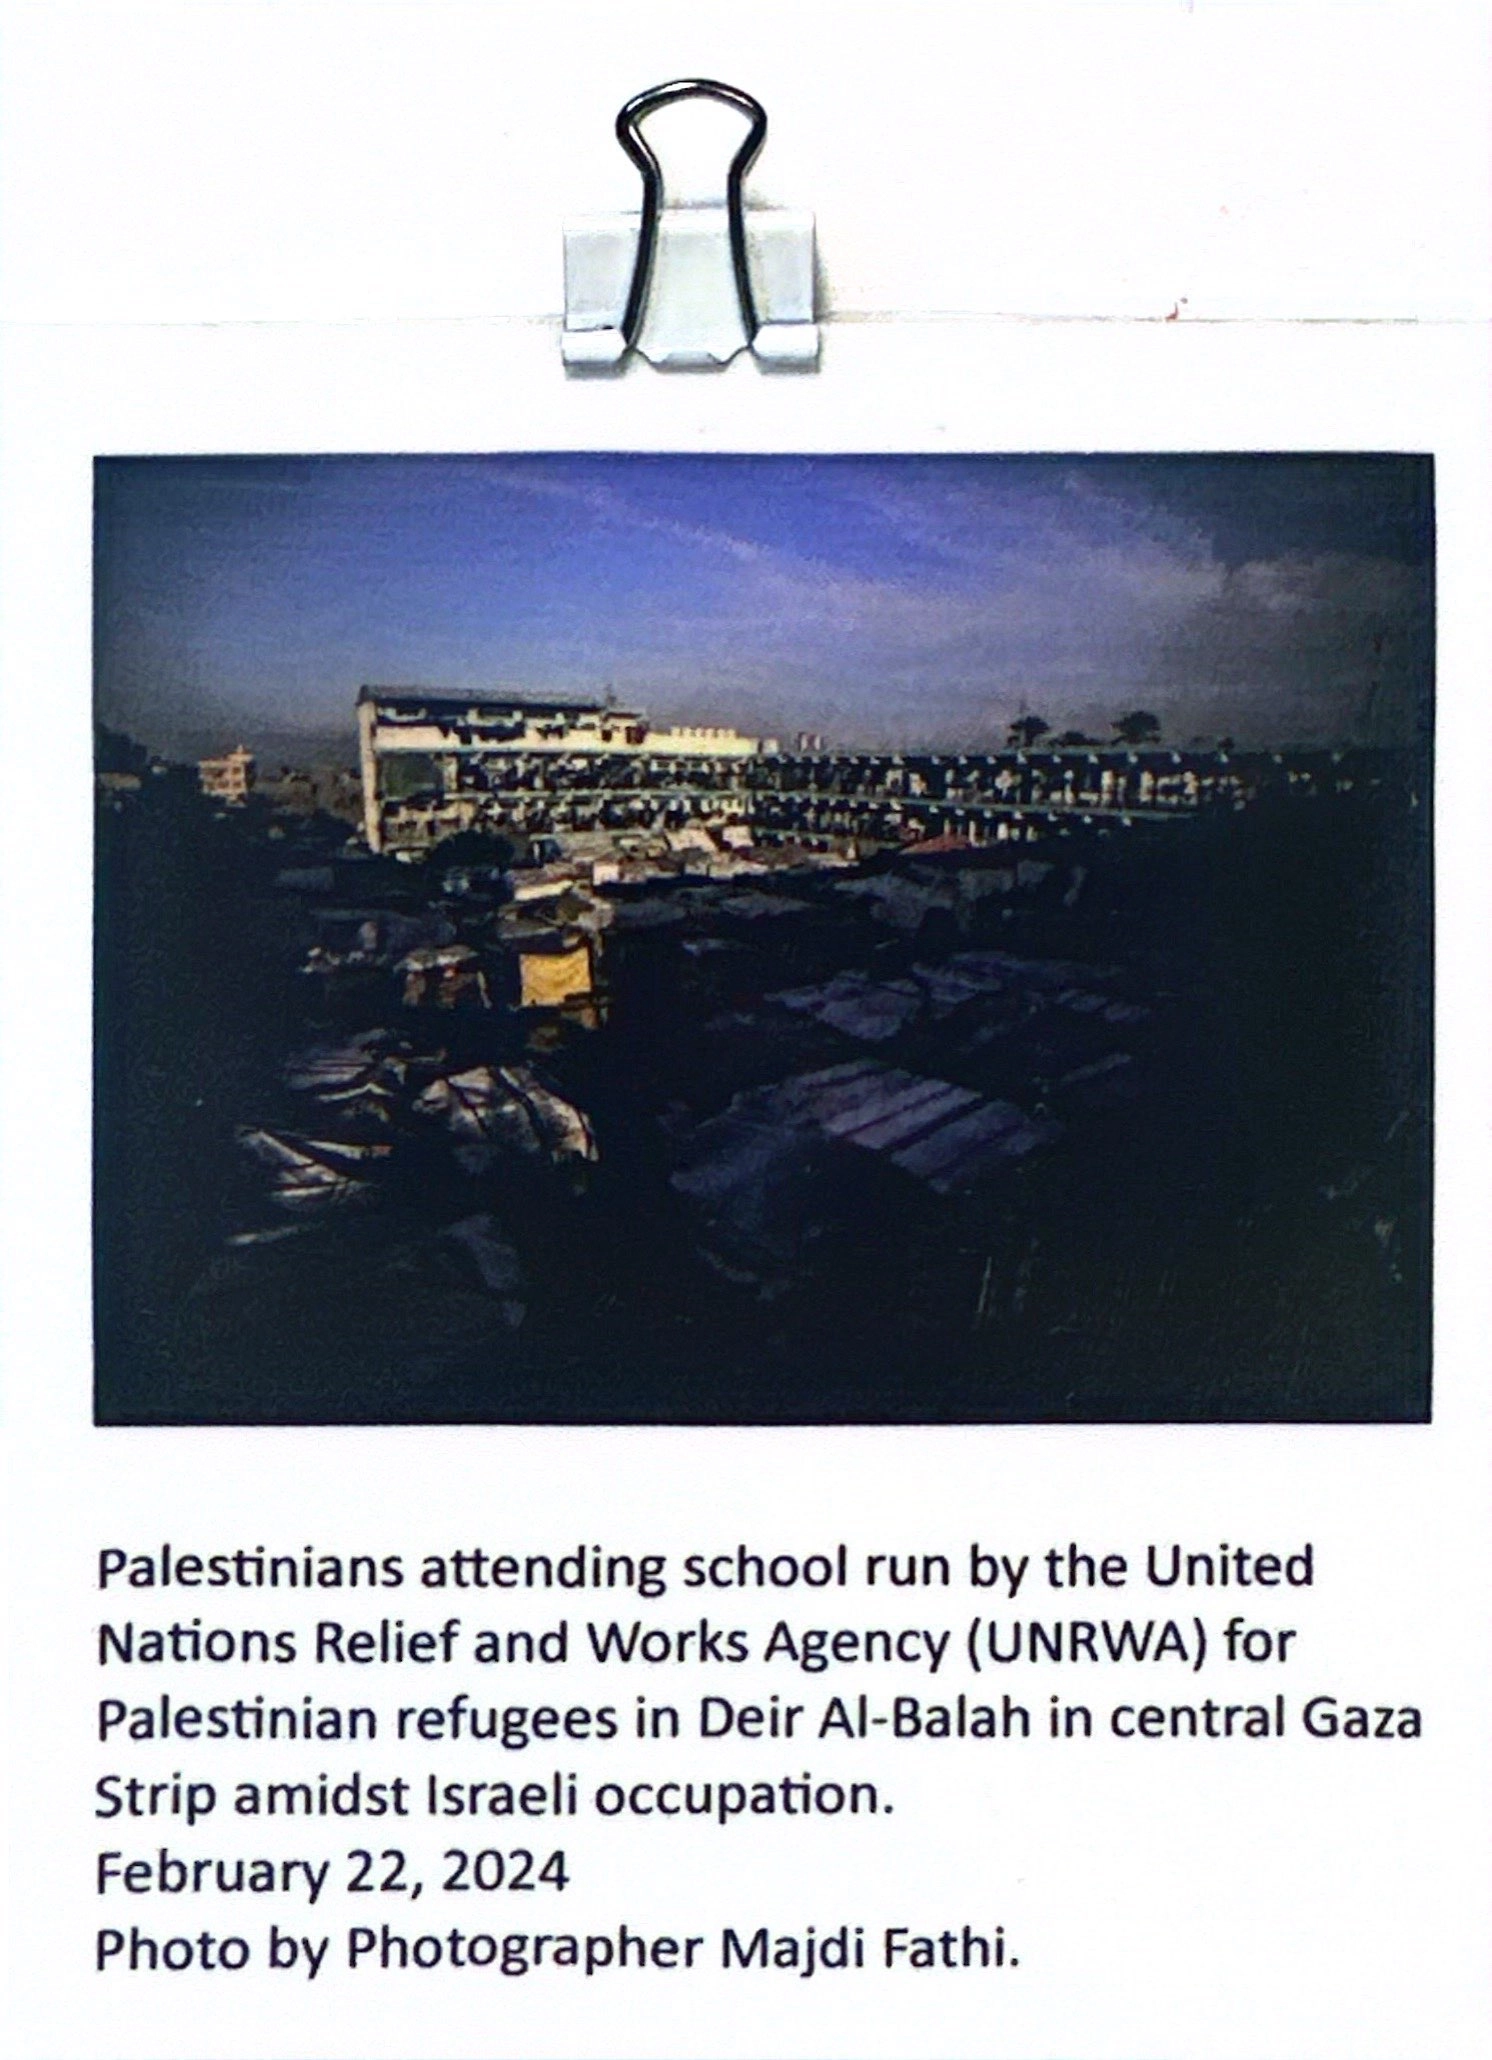 Palestinians attending school run by the United
Nations Relief and Works Agency (UNRWA) for
Palestinian refugees in Deir Al-Balah in central Gaza
Strip amidst Israeli occupation.
February 22, 2024
Photo by Photographer Majdi Fathi.